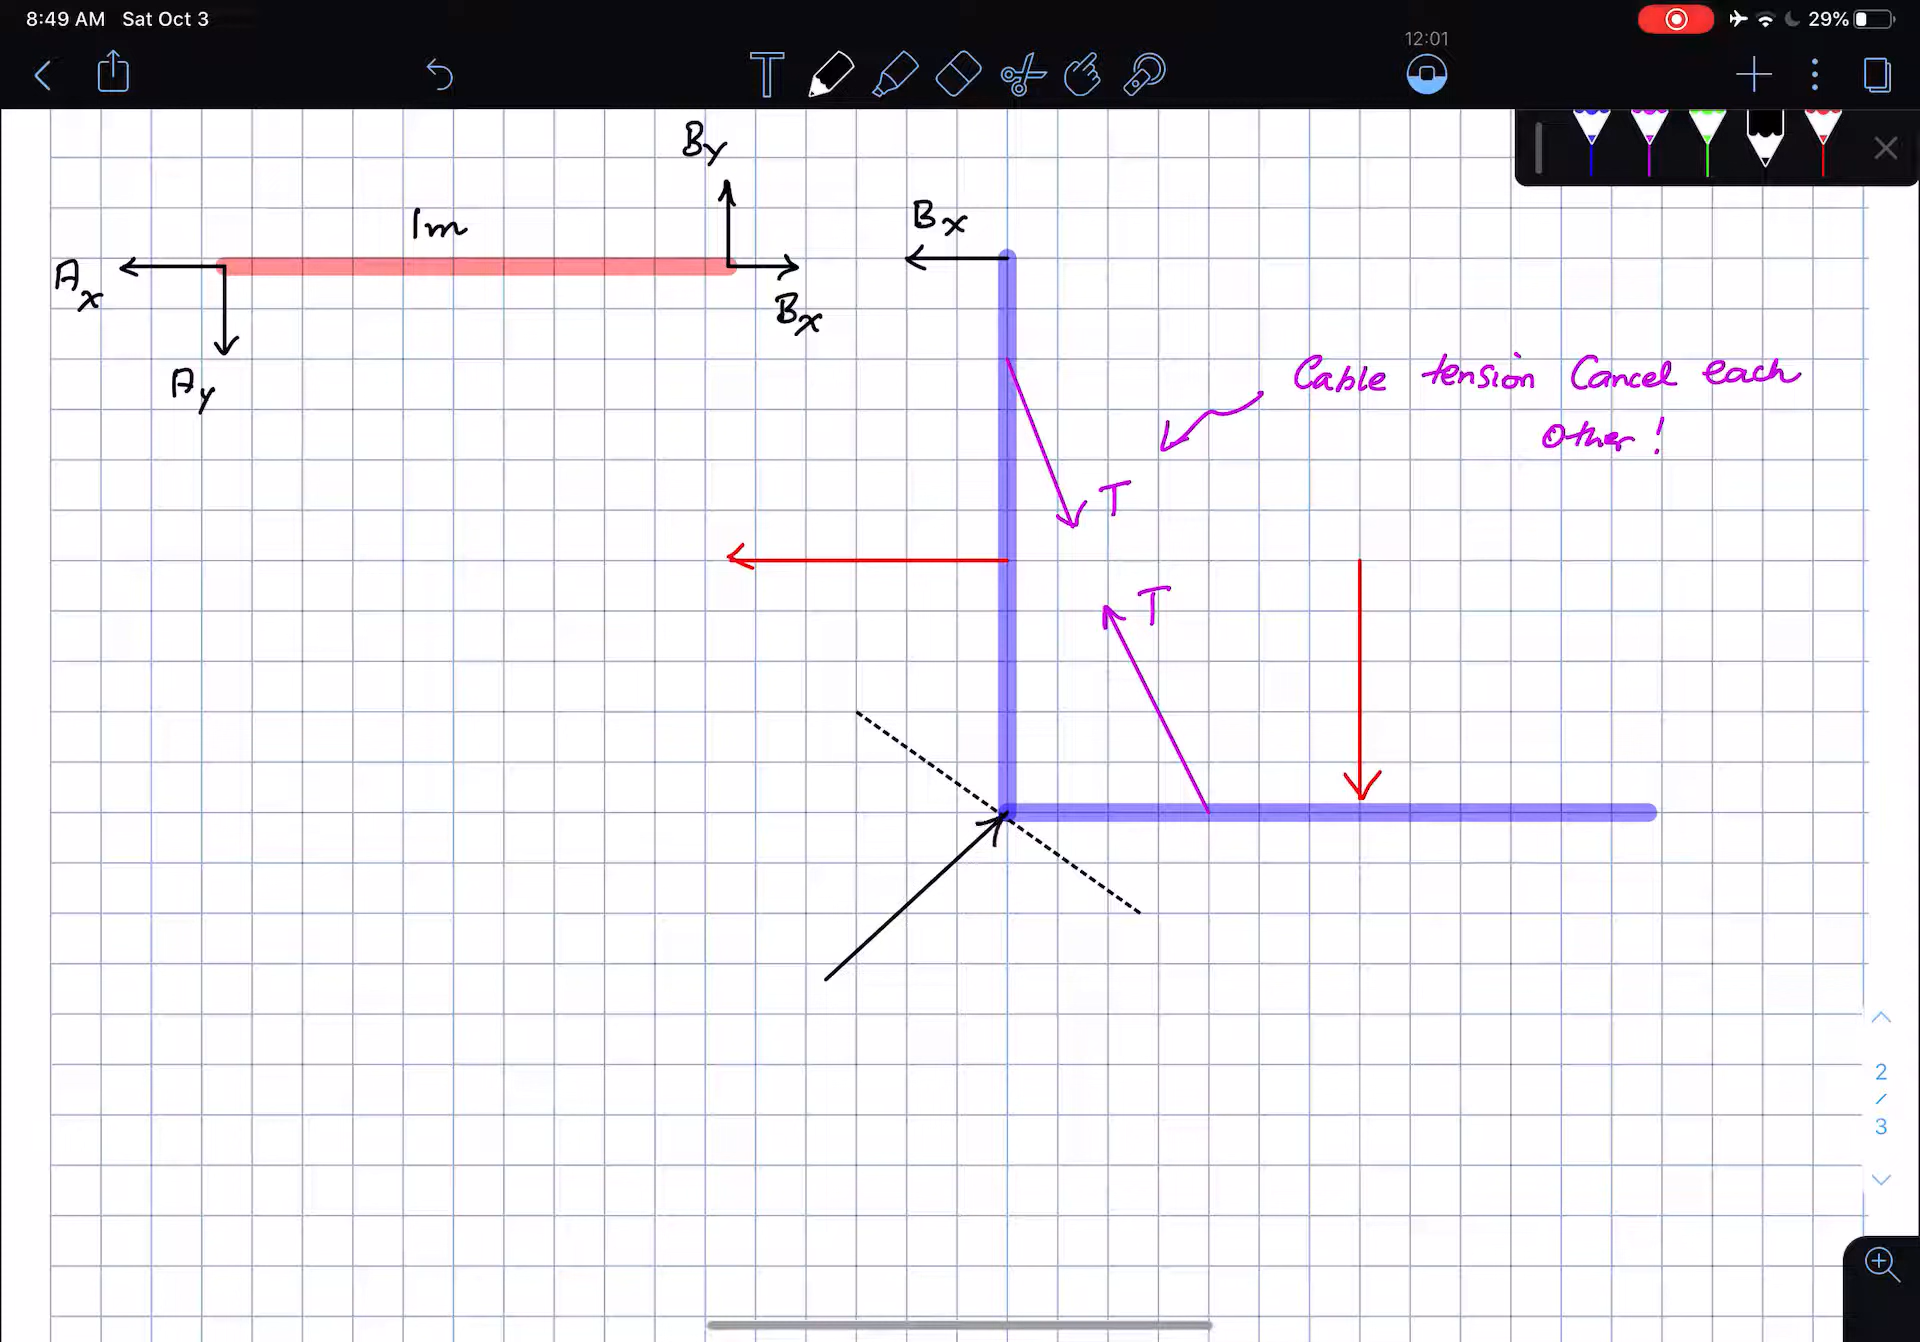 8:49 AM Sat Oct 3
29%
12:01
By
1m
Bx
Ax
Bx
Ay
Cable tension Cancel each
other!
T
T
2
/
3